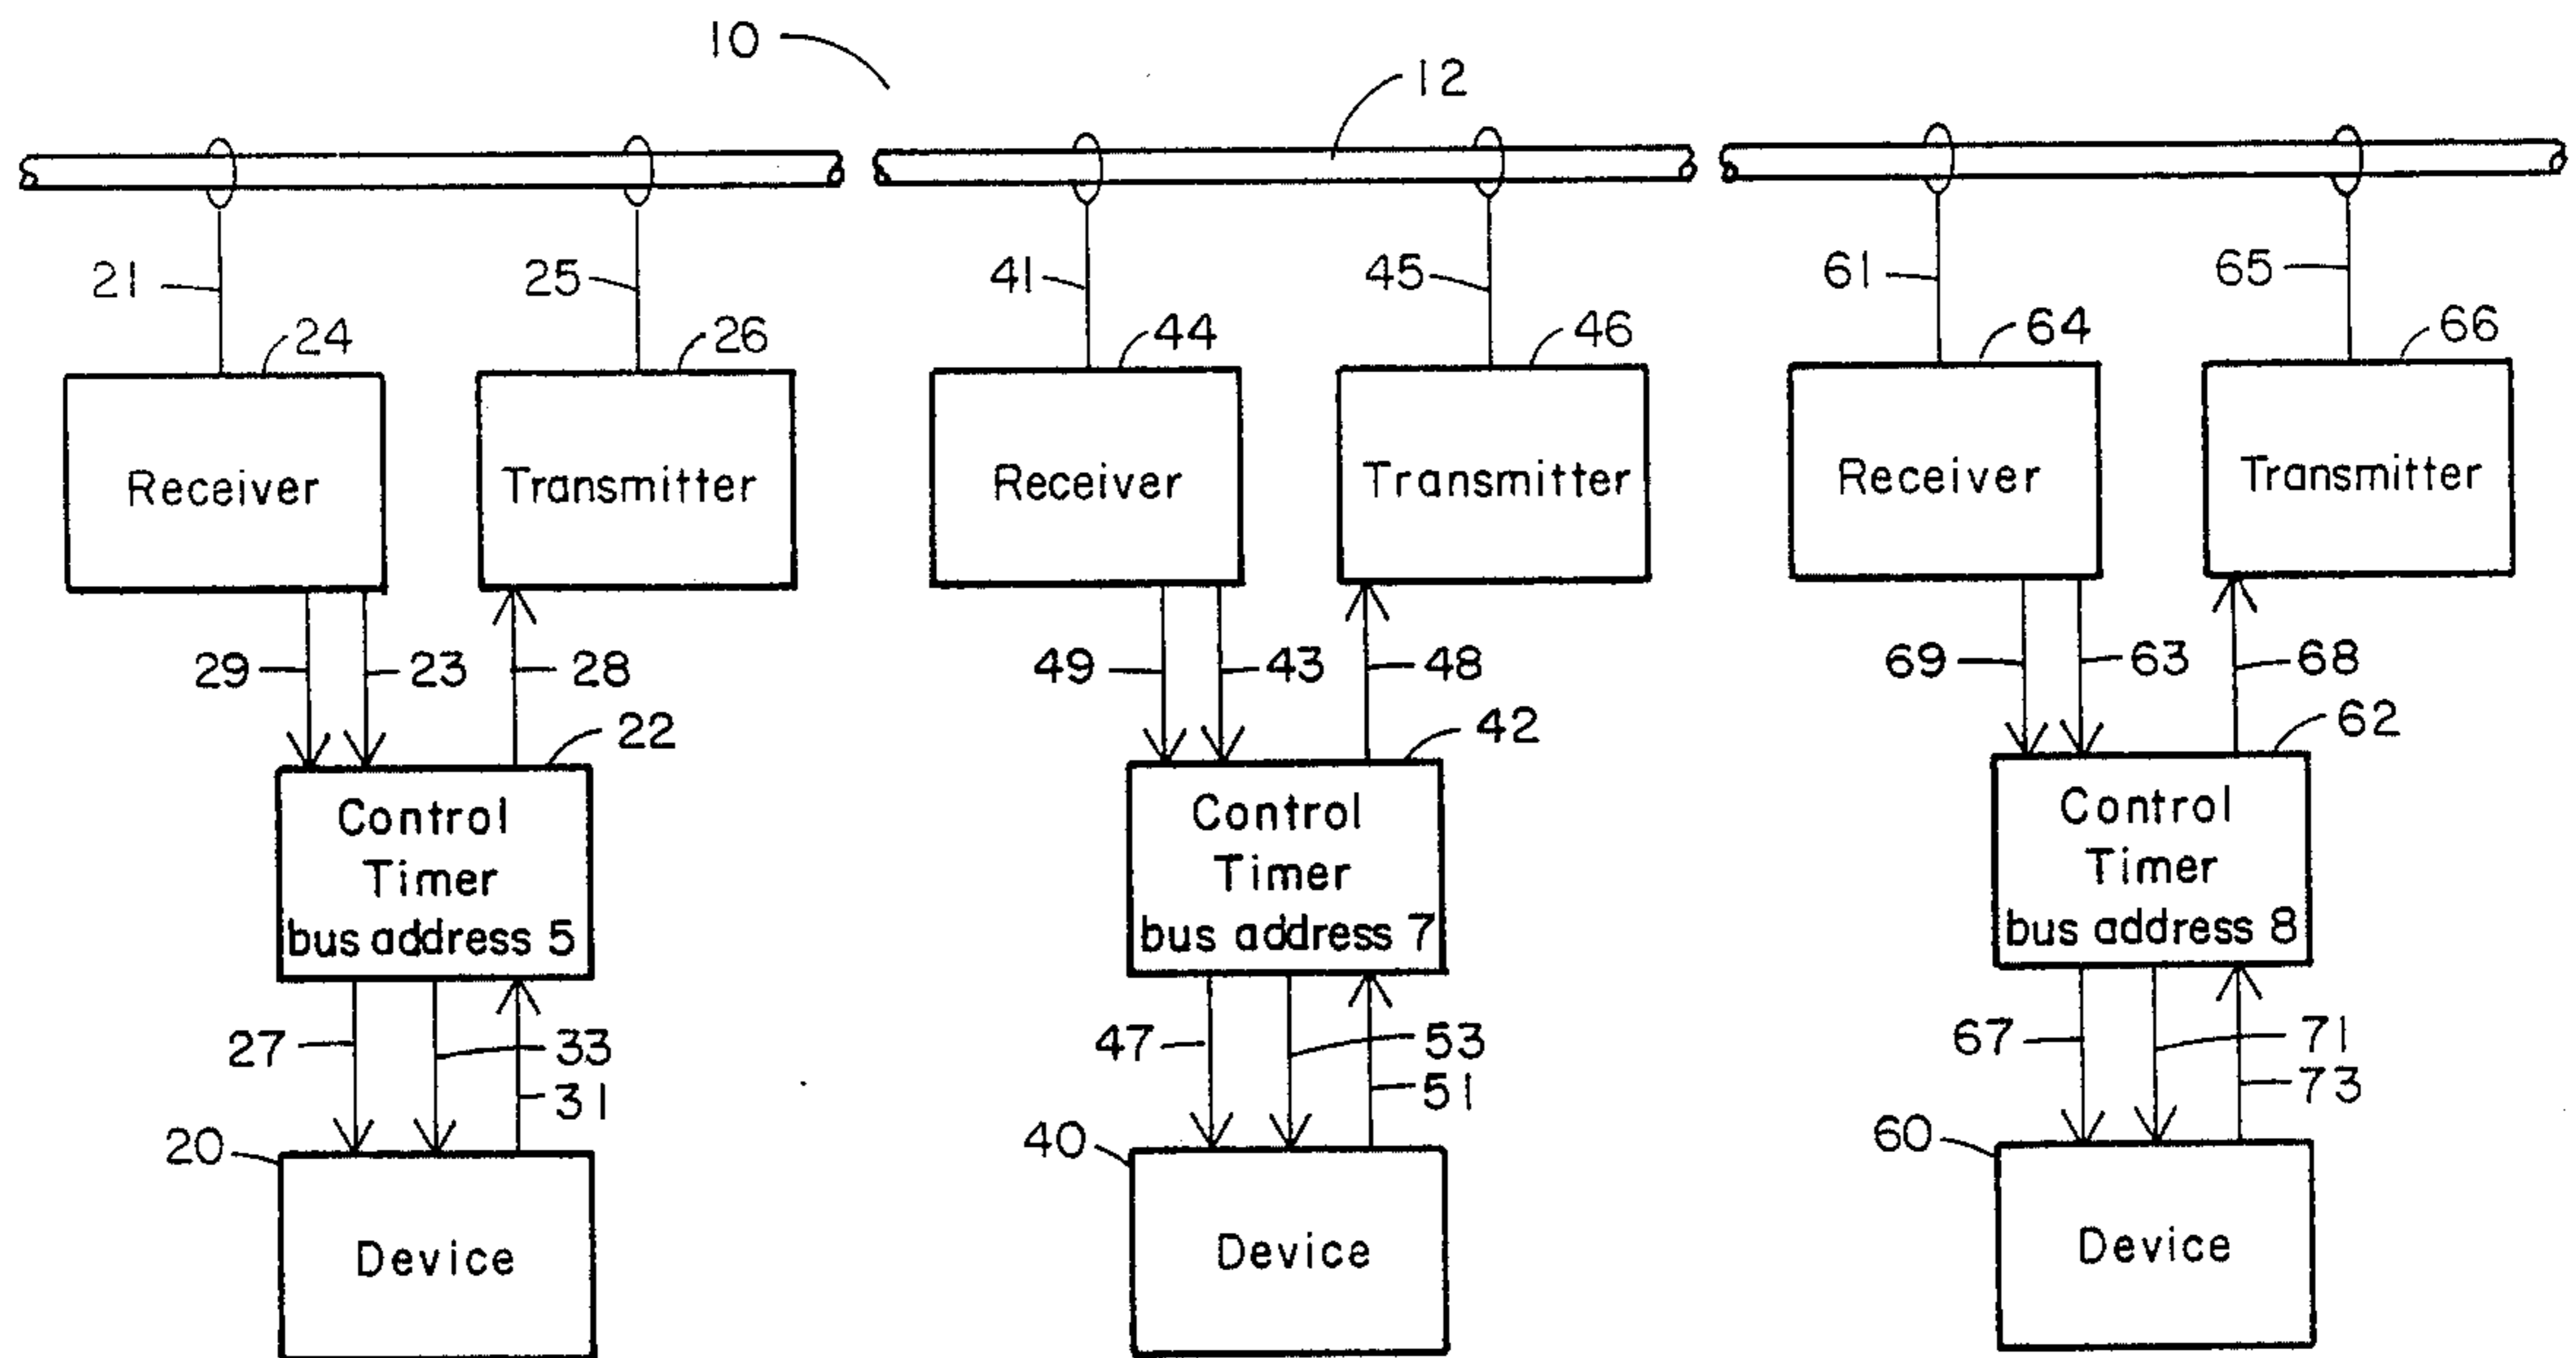 10
12
21
25
41
45
61
65
24
26
44
46
64
66
Receiver
Transmitter
Receiver
Transmitter
Receiver
Transmitter
29
23
28
49
43
48
69
63
68
22
42
62
Control
Timer
bus address 5
Control
Timer
bus address 7
Control
Timer
bus address 8
27
33
31
47
53
51
67
71
73
20
40
60
Device
Device
Device